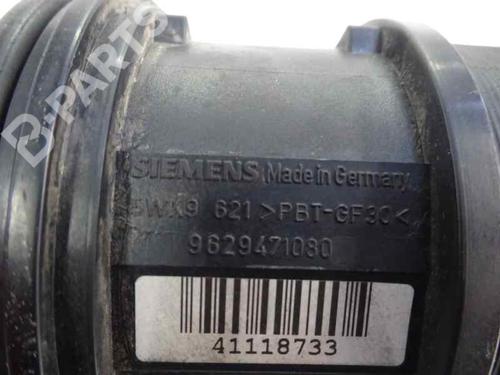 B-PARTS
SIEMENS Made in Germany
5WK9 621 >PBT-GF30<
9629471080
41118733